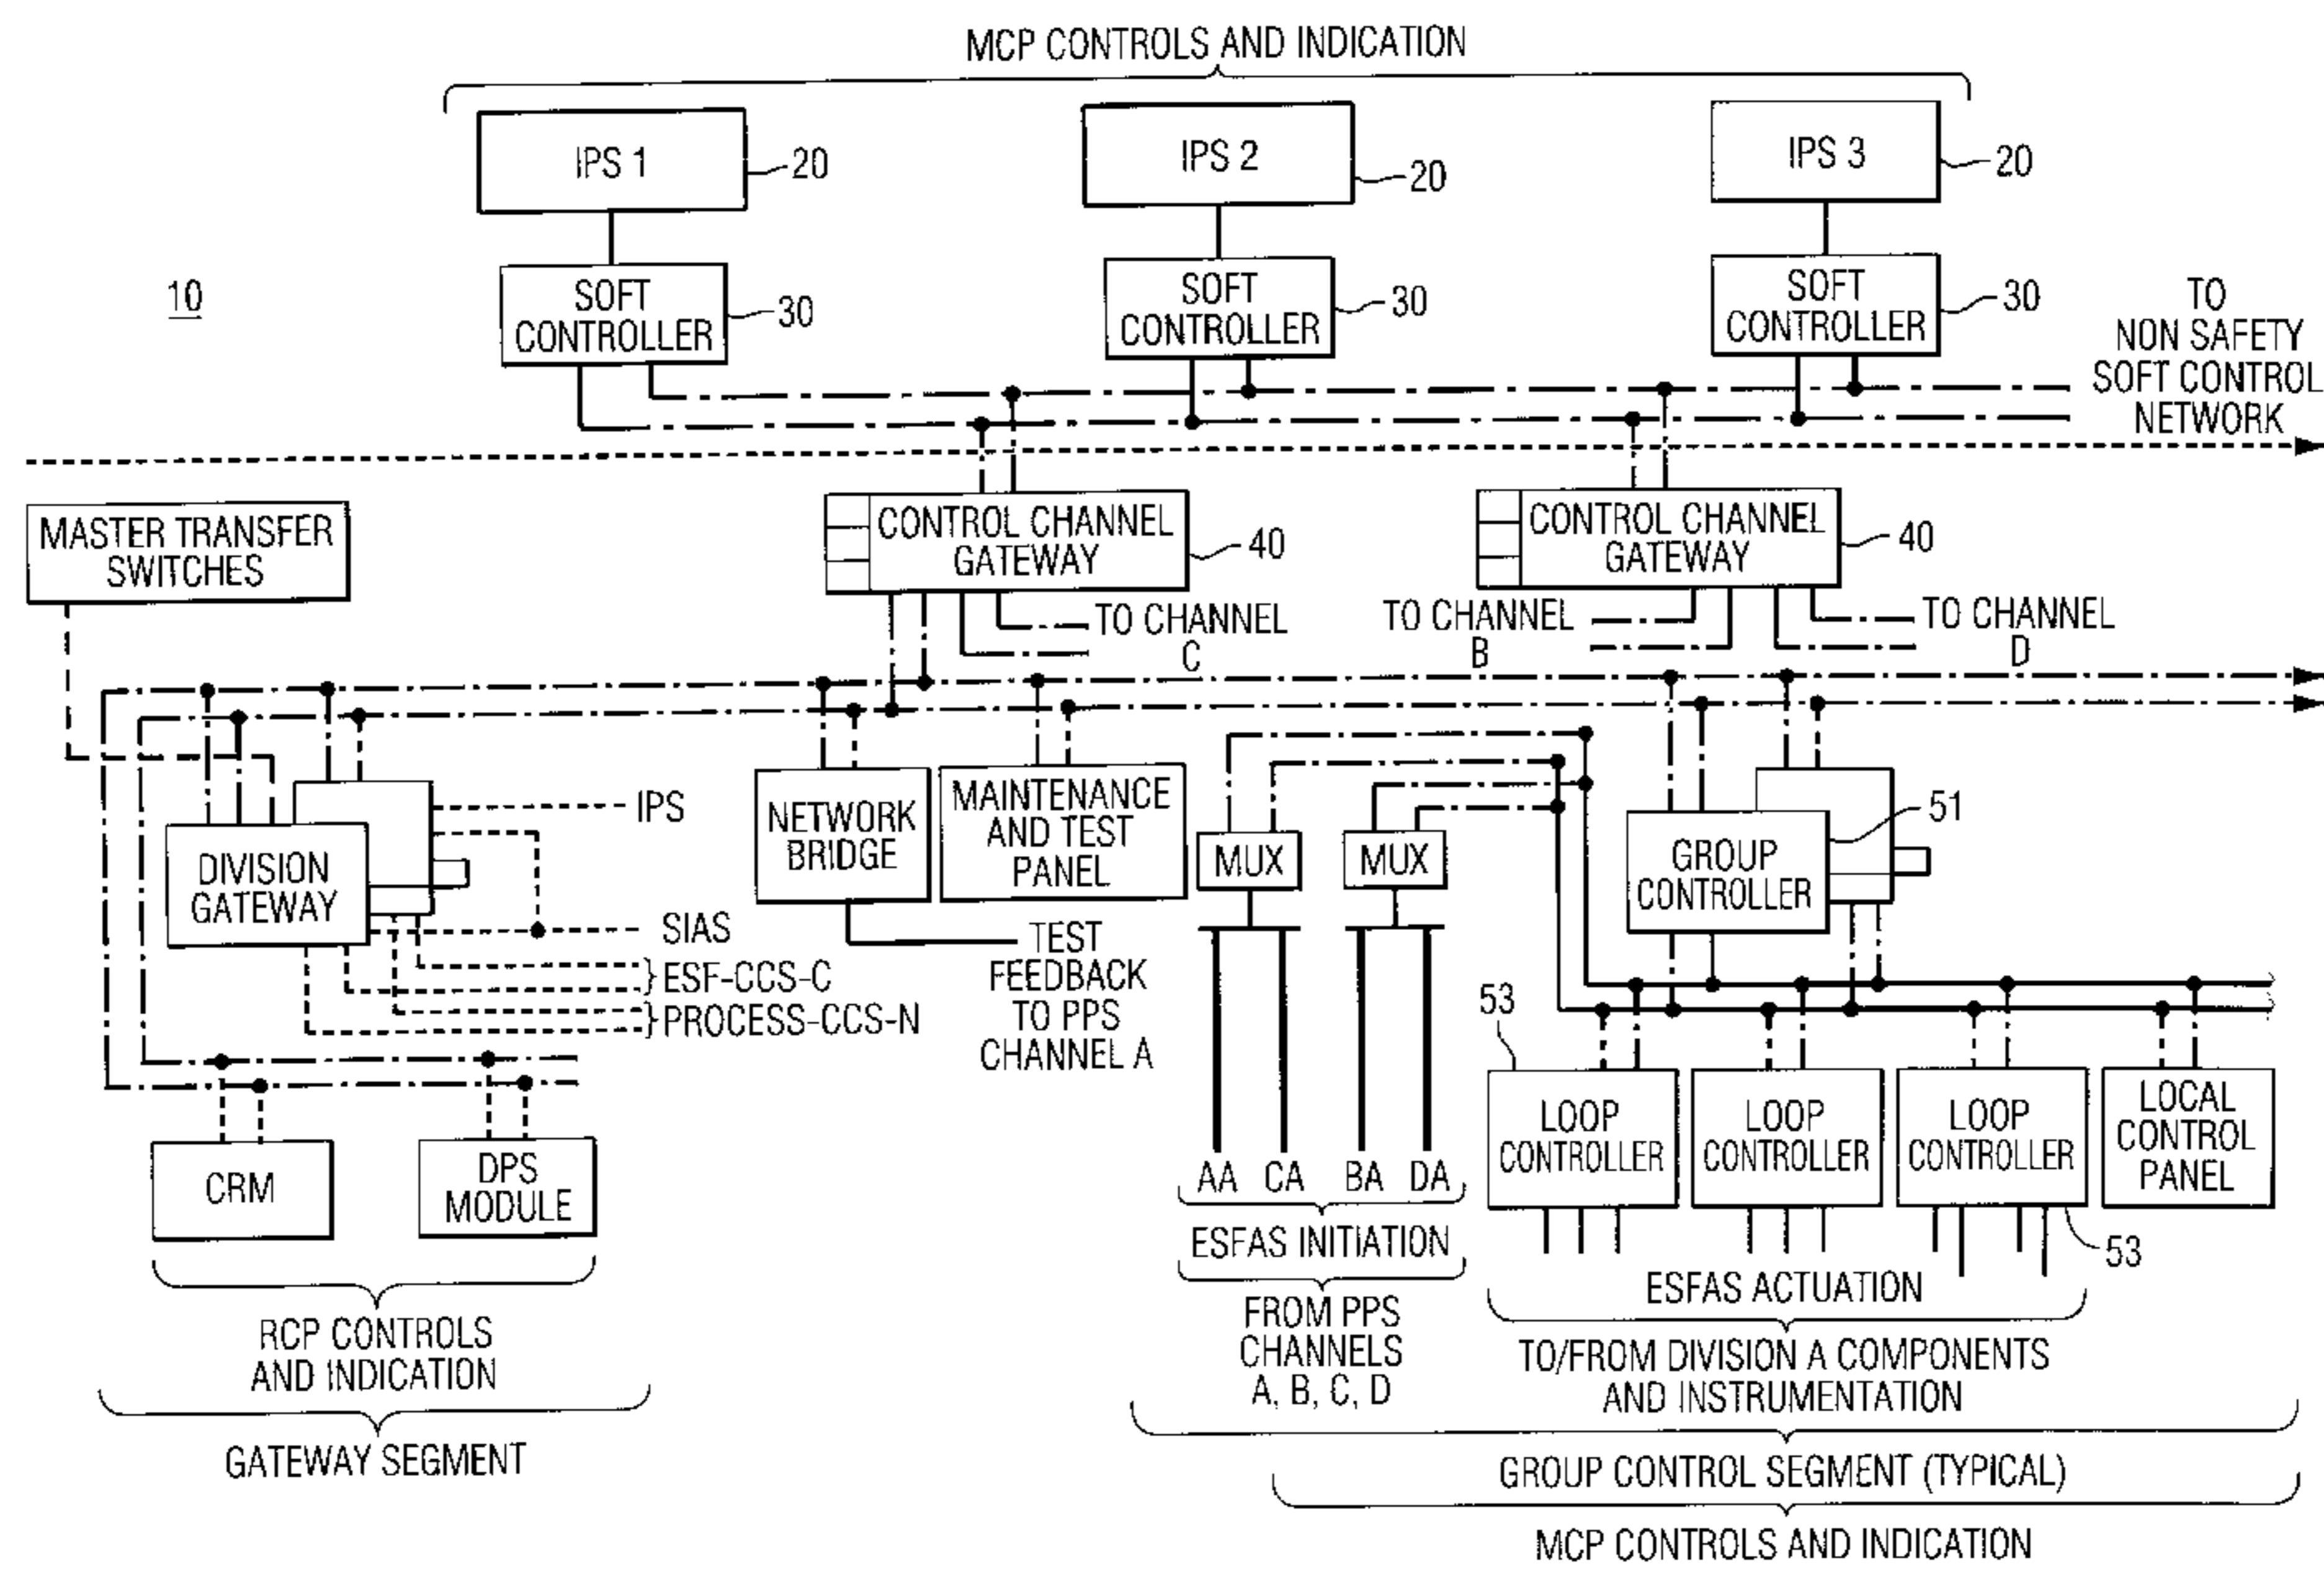 MCP CONTROLS AND INDICATION
IPS 1
20
IPS 2
20
IPS 3
20
10
SOFT
CONTROLLER
30
SOFT
CONTROLLER
30
SOFT
CONTROLLER
30
TO
NON SAFETY
SOFT CONTROL
NETWORK
MASTER TRANSFER
SWITCHES
CONTROL CHANNEL
GATEWAY
40
CONTROL CHANNEL
GATEWAY
40
TO CHANNEL
C
TO CHANNEL
B
TO CHANNEL
D
DIVISION
GATEWAY
IPS
SIAS
ESF-CCS-C
PROCESS-CCS-N
NETWORK
BRIDGE
MAINTENANCE
AND TEST
PANEL
TEST
FEEDBACK
TO PPS
CHANNEL A
MUX
MUX
GROUP
CONTROLLER
51
53
LOOP
CONTROLLER
LOOP
CONTROLLER
LOOP
CONTROLLER
53
LOCAL
CONTROL
PANEL
CRM
DPS
MODULE
AA CA BA DA
ESFAS INITIATION
FROM PPS
CHANNELS
A, B, C, D
ESFAS ACTUATION
TO/FROM DIVISION A COMPONENTS
AND INSTRUMENTATION
RCP CONTROLS
AND INDICATION
GATEWAY SEGMENT
GROUP CONTROL SEGMENT (TYPICAL)
MCP CONTROLS AND INDICATION